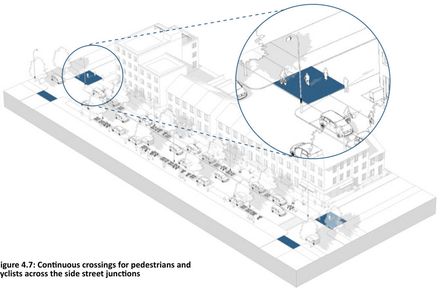 igure 4.7: Continuous crossings for pedestrians and
yclists across the side street junctions